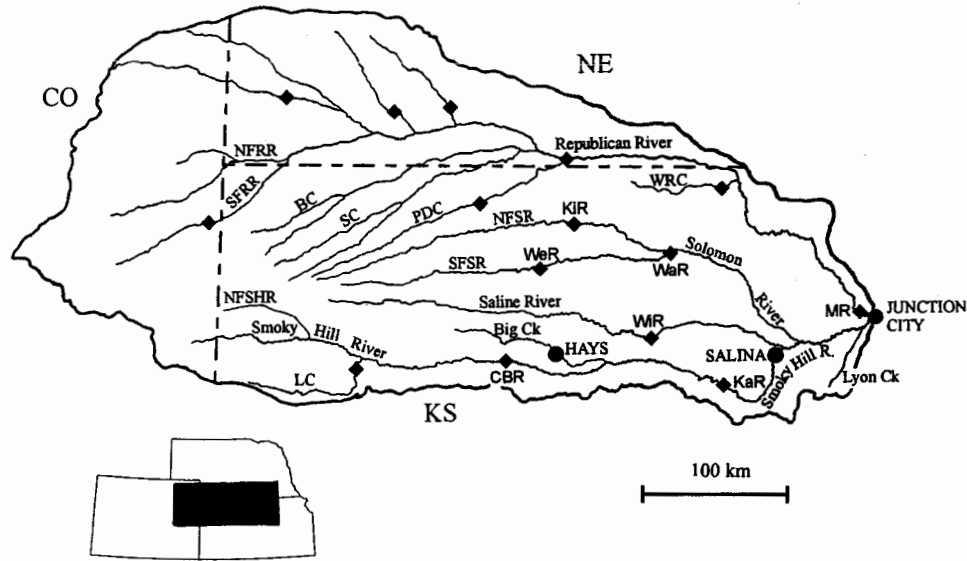 NE
CO
Republican River
NFRR
WRC
SFRR
BC
SC
PDC
NFSR
KiR
Solomon
River
SFSR
WeR
WaR
NFSHR
Saline River
MR
JUNCTION
CITY
Smoky Hill River
Big Ck
WiR
HAYS
SALINA
Smoky Hill R.
LC
CBR
KaR
Lyon Ck
KS
100 km